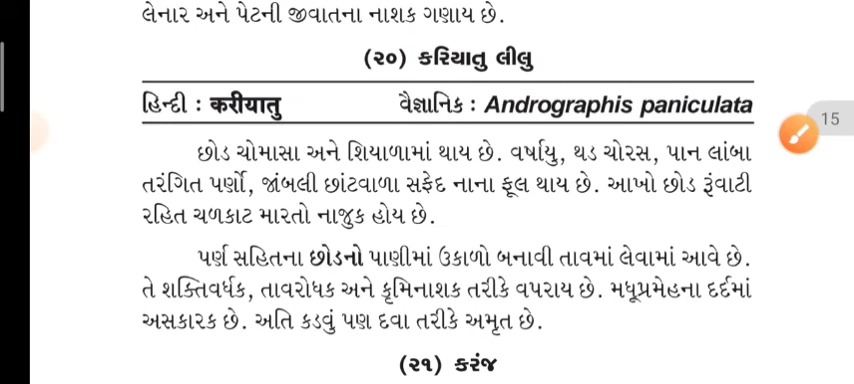 લેનાર અને પેટની જીવાતના નાશક ગણાય છે.
(૨૦) કરિયાતુ લીલુ
હિન્દી : करीयातु વૈજ્ઞાનિક : Andrographis paniculata
છોડ ચોમાસા અને શિયાળામાં થાય છે. વર્ષાયુ, થડ ચોરસ, પાન લાંબા
તરંગિત પર્ણો, જાંબલી છાંટવાળા સફેદ નાના ફૂલ થાય છે. આખો છોડ રૂંવાટી
રહિત ચળકાટ મારતો નાજુક હોય છે.
પર્ણ સહિતના છોડનો પાણીમાં ઉકાળો બનાવી તાવમાં લેવામાં આવે છે.
તે શક્તિવર્ધક, તાવરોધક અને કૃમિનાશક તરીકે વપરાય છે. મધૂપ્રમેહના દર્દમાં
અસકારક છે. અતિ કડવું પણ દવા તરીકે અમૃત છે.
(૨૧) કરંજ
15